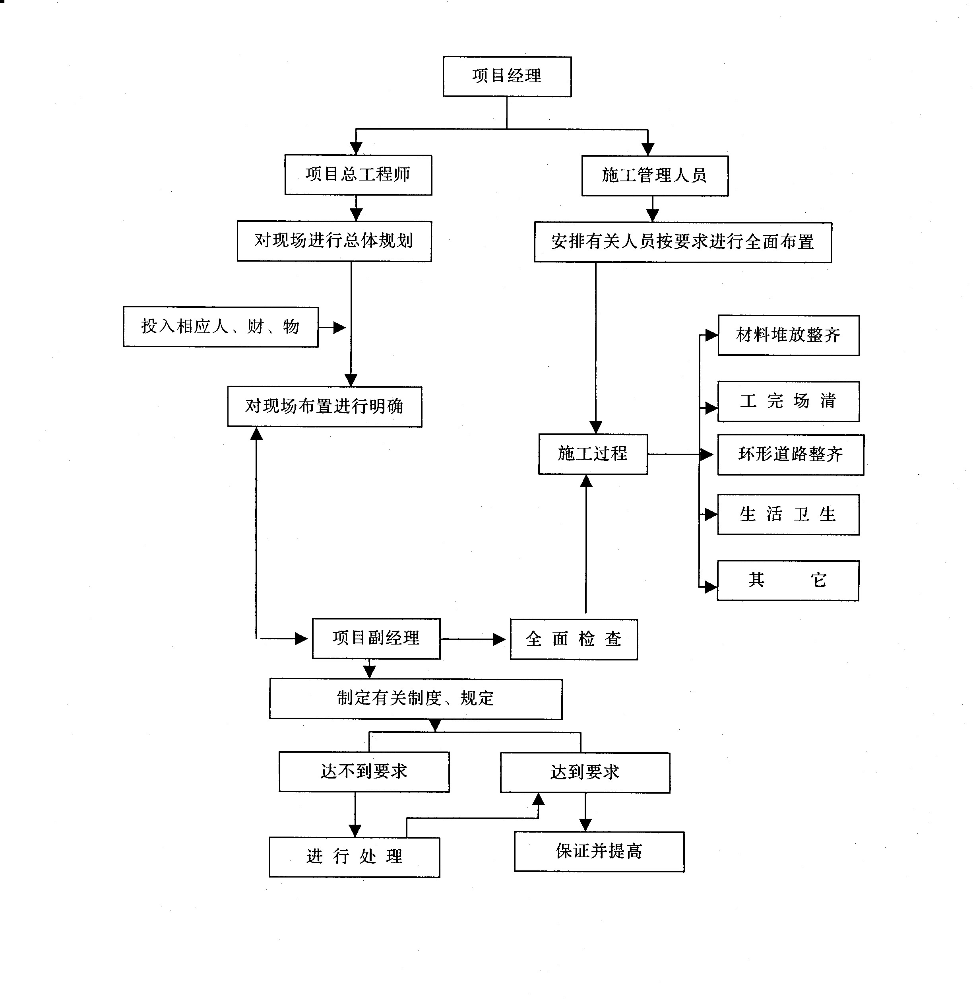 项目经理
项目总工程师
施工管理人员
对现场进行总体规划
安排有关人员按要求进行全面布置
投入相应人、财、物
材料堆放整齐
工完场清
对现场布置进行明确
施工过程
环形道路整齐
生活卫生
其它
项目副经理
全面检查
制定有关制度、规定
达不到要求
达到要求
进行处理
保证并提高